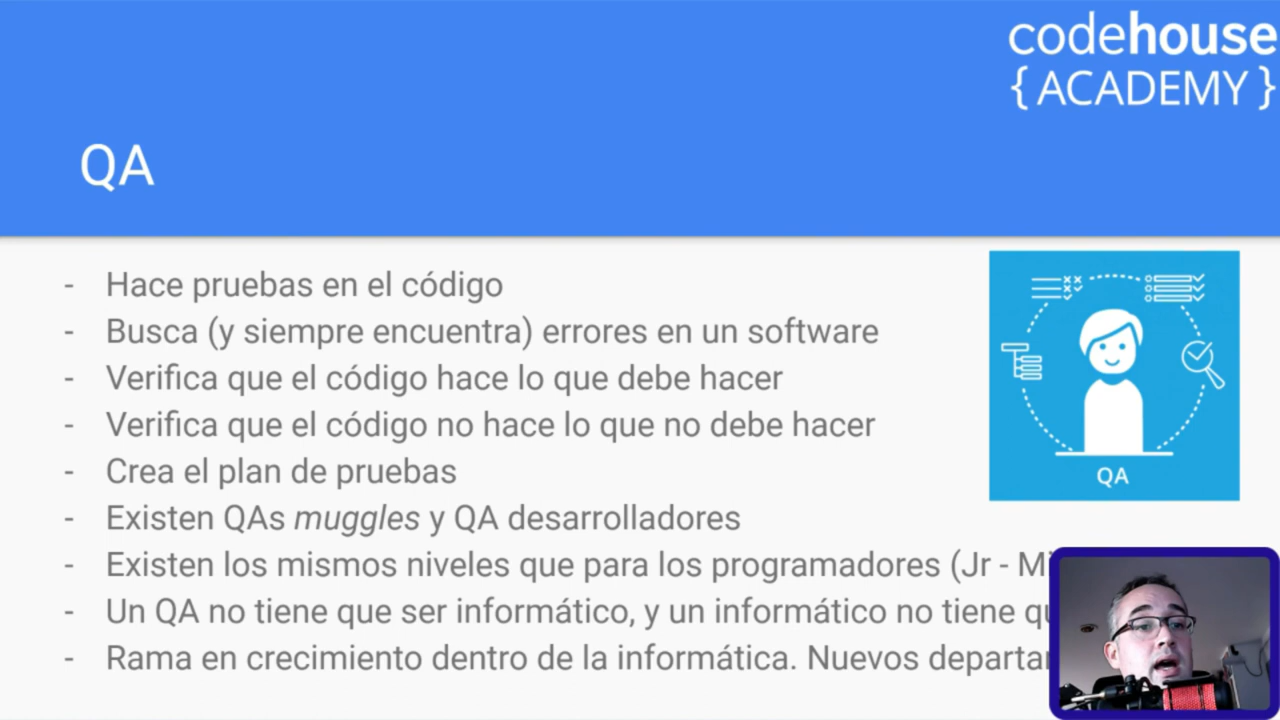 codehouse
{ ACADEMY }
QA
- Hace pruebas en el código
- Busca (y siempre encuentra) errores en un software
- Verifica que el código hace lo que debe hacer
- Verifica que el código no hace lo que no debe hacer
- Crea el plan de pruebas
- Existen QAs muggles y QA desarrolladores
- Existen los mismos niveles que para los programadores (Jr -
- Un QA no tiene que ser informático, y un informático no tiene
- Rama en crecimiento dentro de la informática. Nuevos
QA